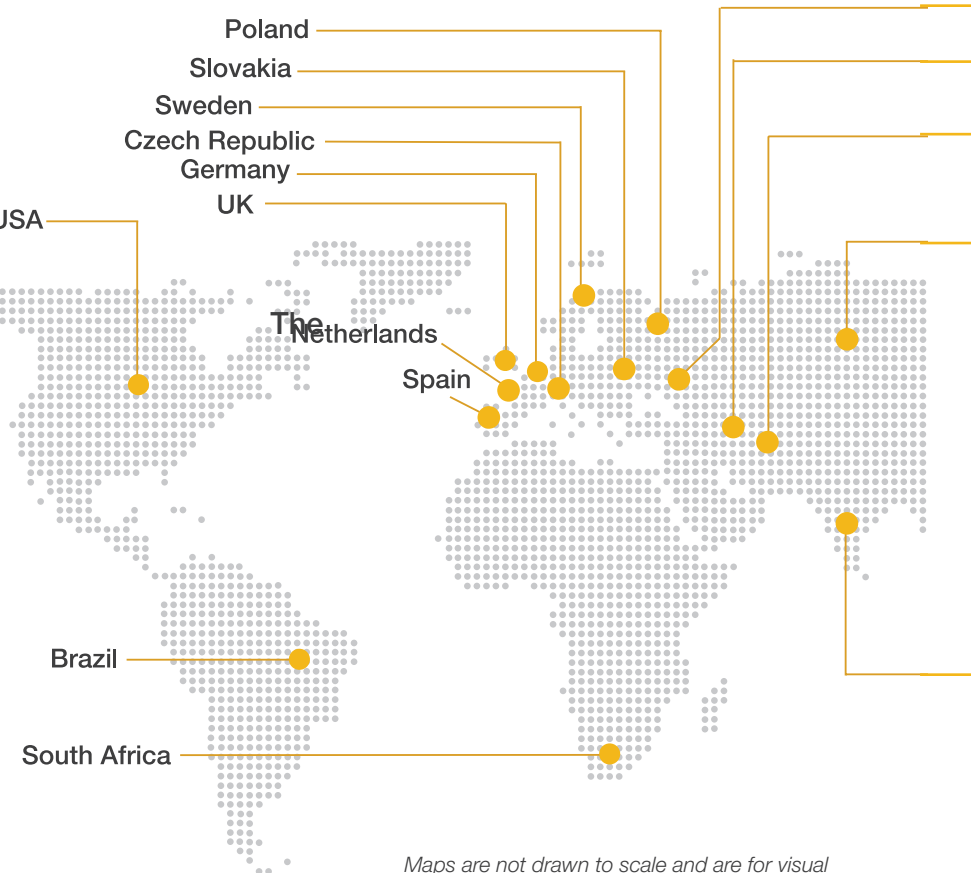 Poland
Slovakia
Sweden
Czech Republic
Germany
UK
USA
The
Netherlands
Spain
Brazil
South Africa
Maps are not drawn to scale and are for visual